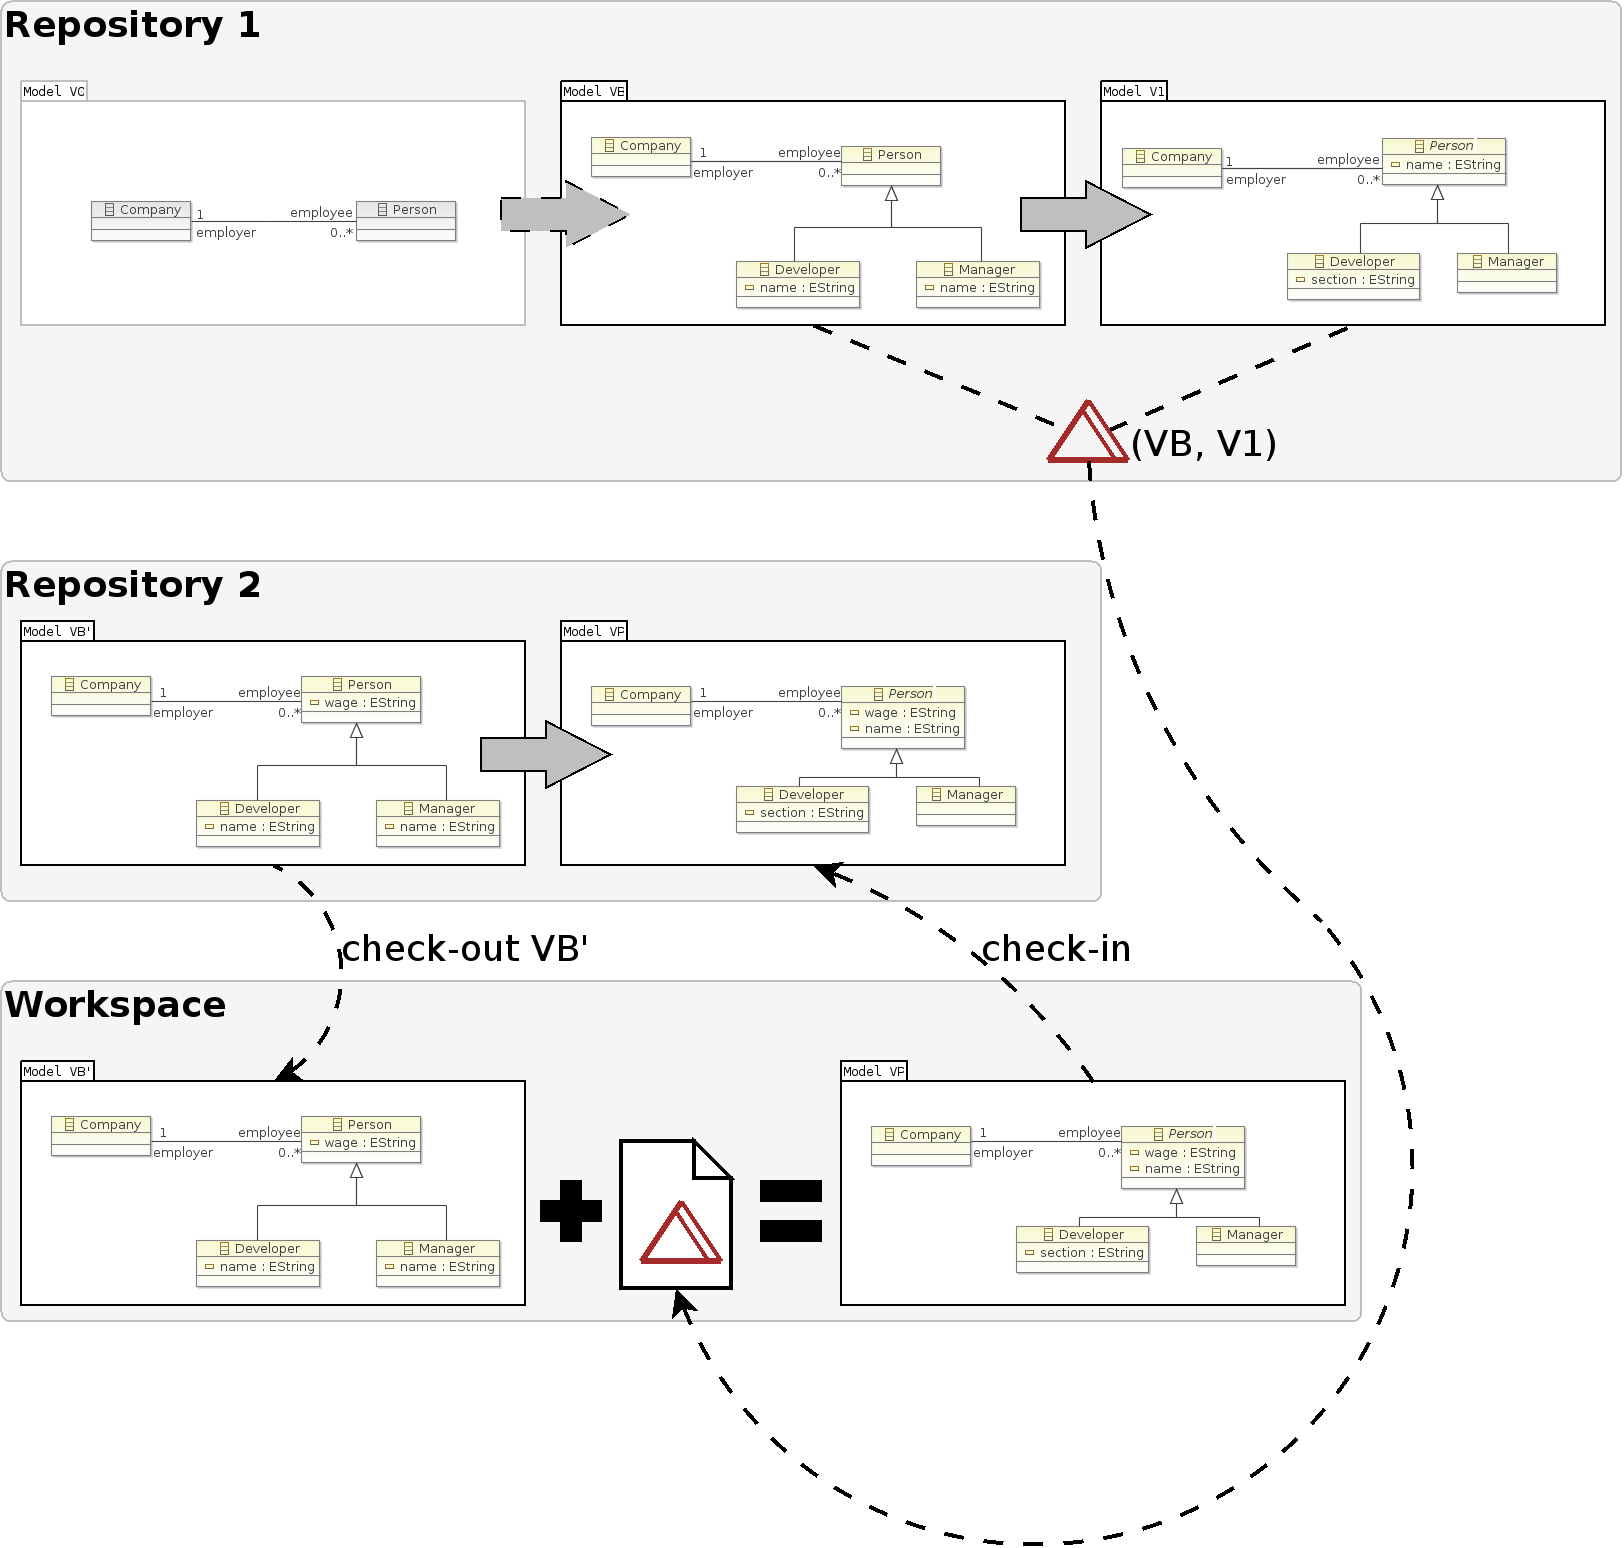 Repository 1
Model V0
Company
1
employer
employee
0..*
Person
Model VB
Company
1
employer
employee
0..*
Person
Developer
name : EString
Manager
name : EString
Model V1
Company
1
employer
employee
0..*
Person
name : EString
Developer
section : EString
Manager
(VB, V1)
Repository 2
Model VB'
Company
1
employer
employee
0..*
Person
wage : EString
Developer
name : EString
Manager
name : EString
Model VP
Company
1
employer
employee
0..*
Person
wage : EString
name : EString
Developer
section : EString
Manager
check-out VB'
check-in
Workspace
Model VB'
Company
1
employer
employee
0..*
Person
wage : EString
Developer
name : EString
Manager
name : EString
Model VP
Company
1
employer
employee
0..*
Person
wage : EString
name : EString
Developer
section : EString
Manager